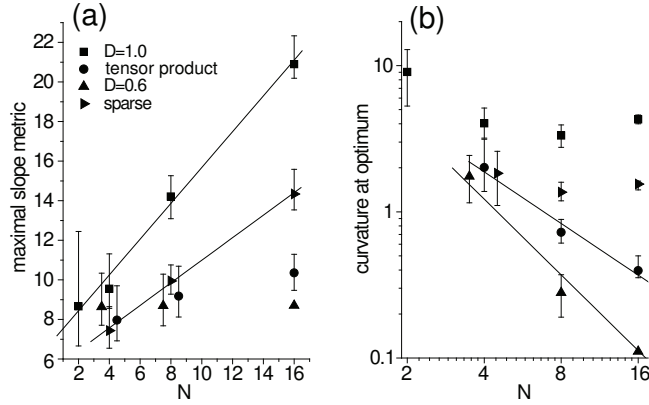 (a)
(b)
maximal slope metric
22
20
18
16
14
12
10
8
6
D=1.0
tensor product
D=0.6
sparse
2 4 6 8 10 12 14 16
N
curvature at optimum
10
1
0.1
2 4 8 16
N